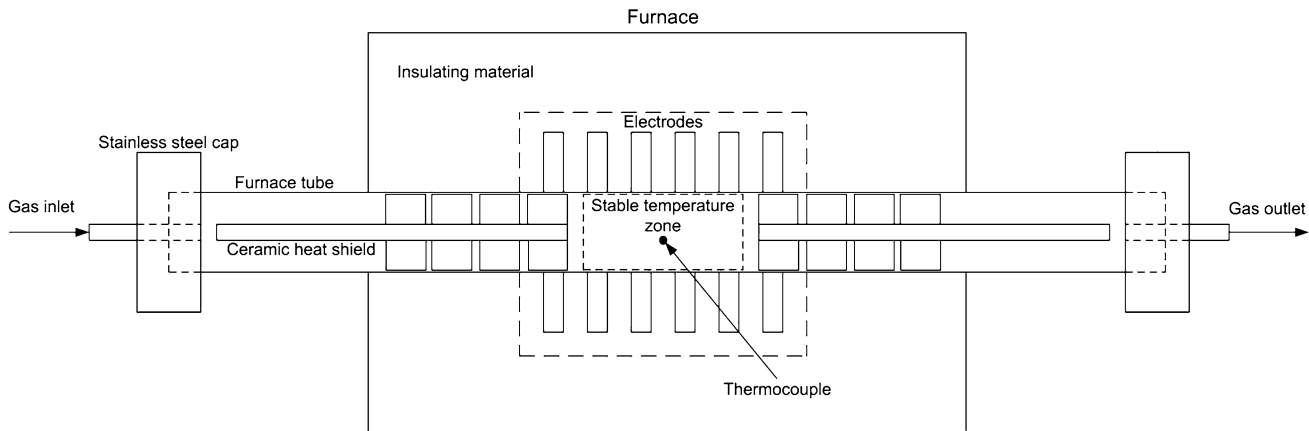 Furnace
Insulating material
Electrodes
Stainless steel cap
Furnace tube
Gas inlet
Stable temperature
zone
Gas outlet
Ceramic heat shield
Thermocouple